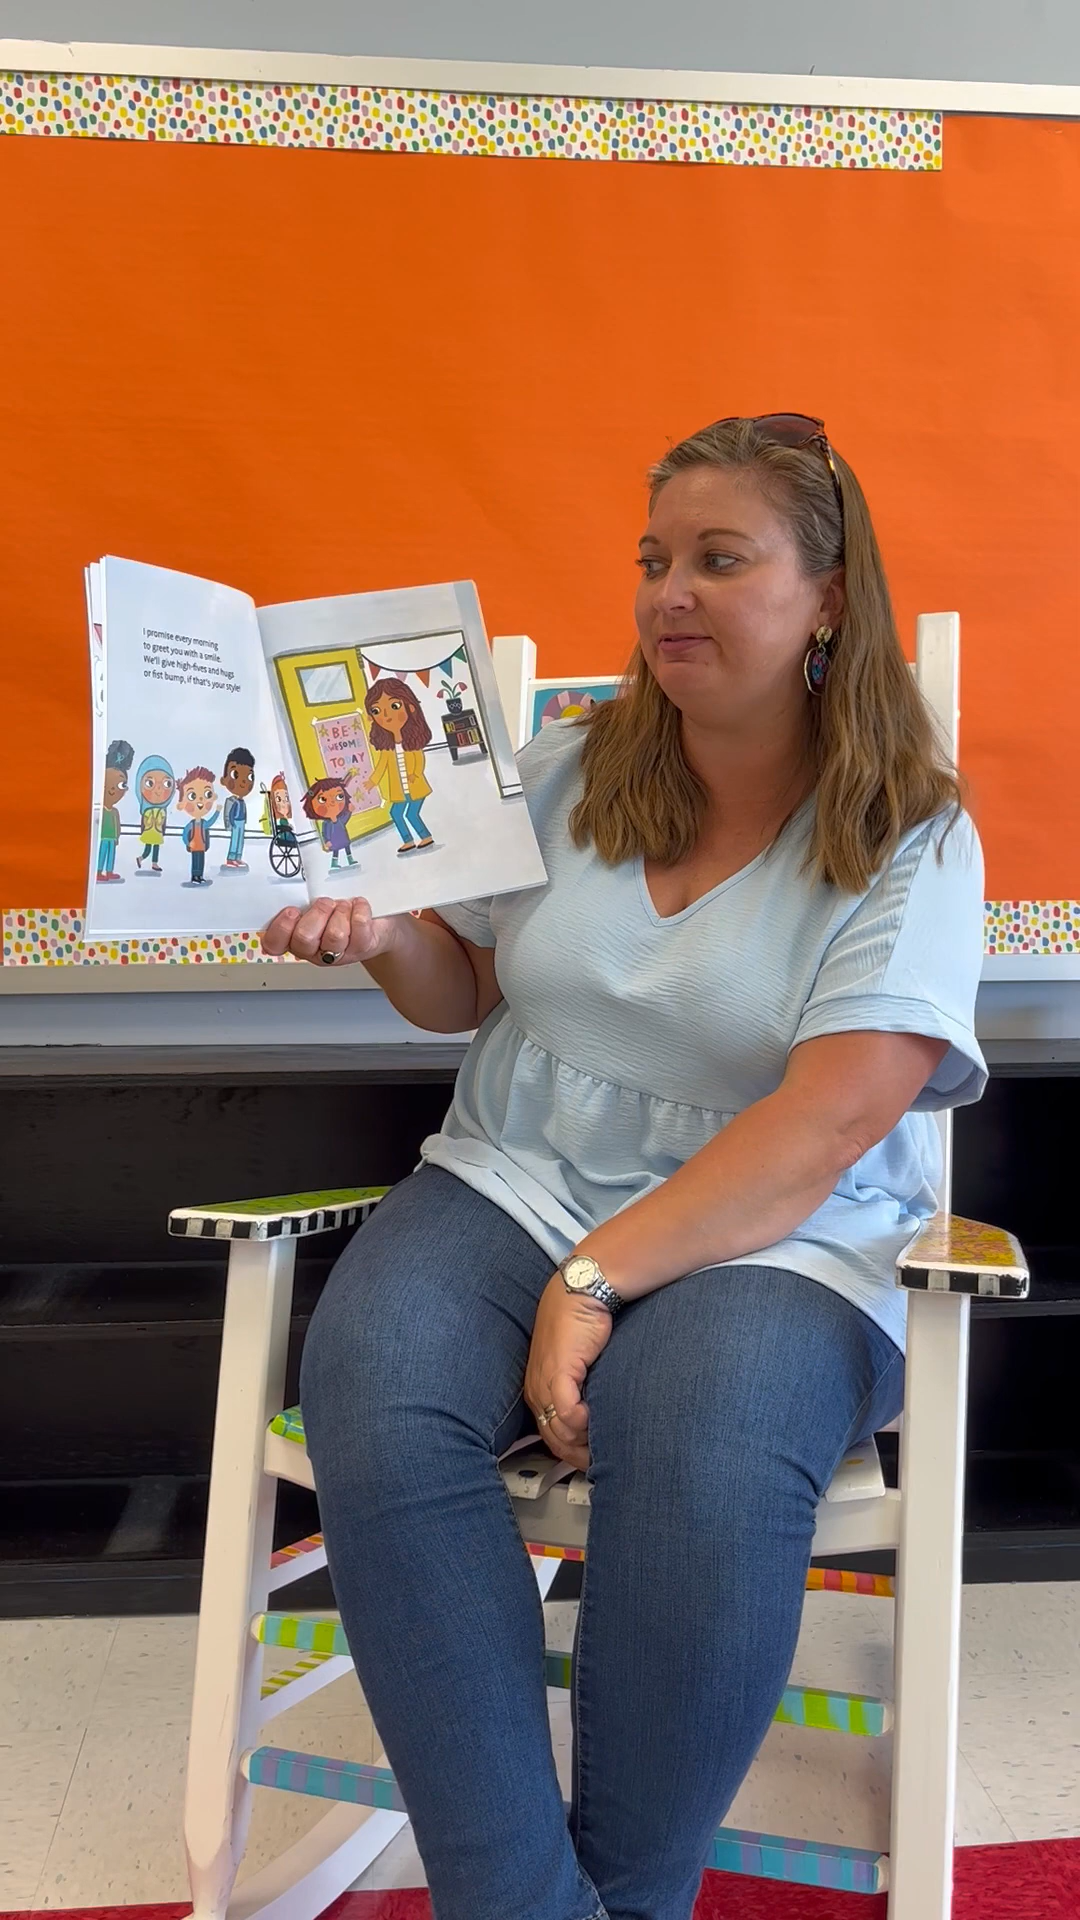 I promise every morning
to greet you with a smile.
We'll give high-fives and hugs
or fist bump, if that's your style!
BE
AWESOME
TODAY